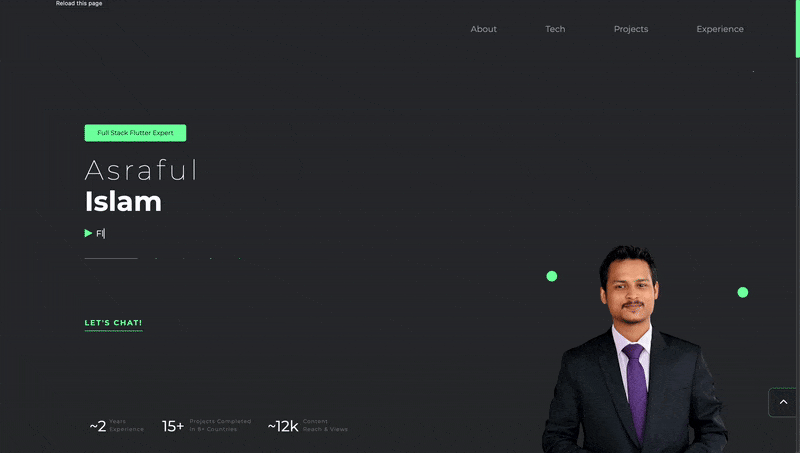 Reload this page
About Tech Projects Experience
Full Stack Flutter Expert
Asraful
Islam
Fl
LET'S CHAT!
~2 Years Experience
15+ Projects Completed in 8+ Countries
~12k Content Reach & Views